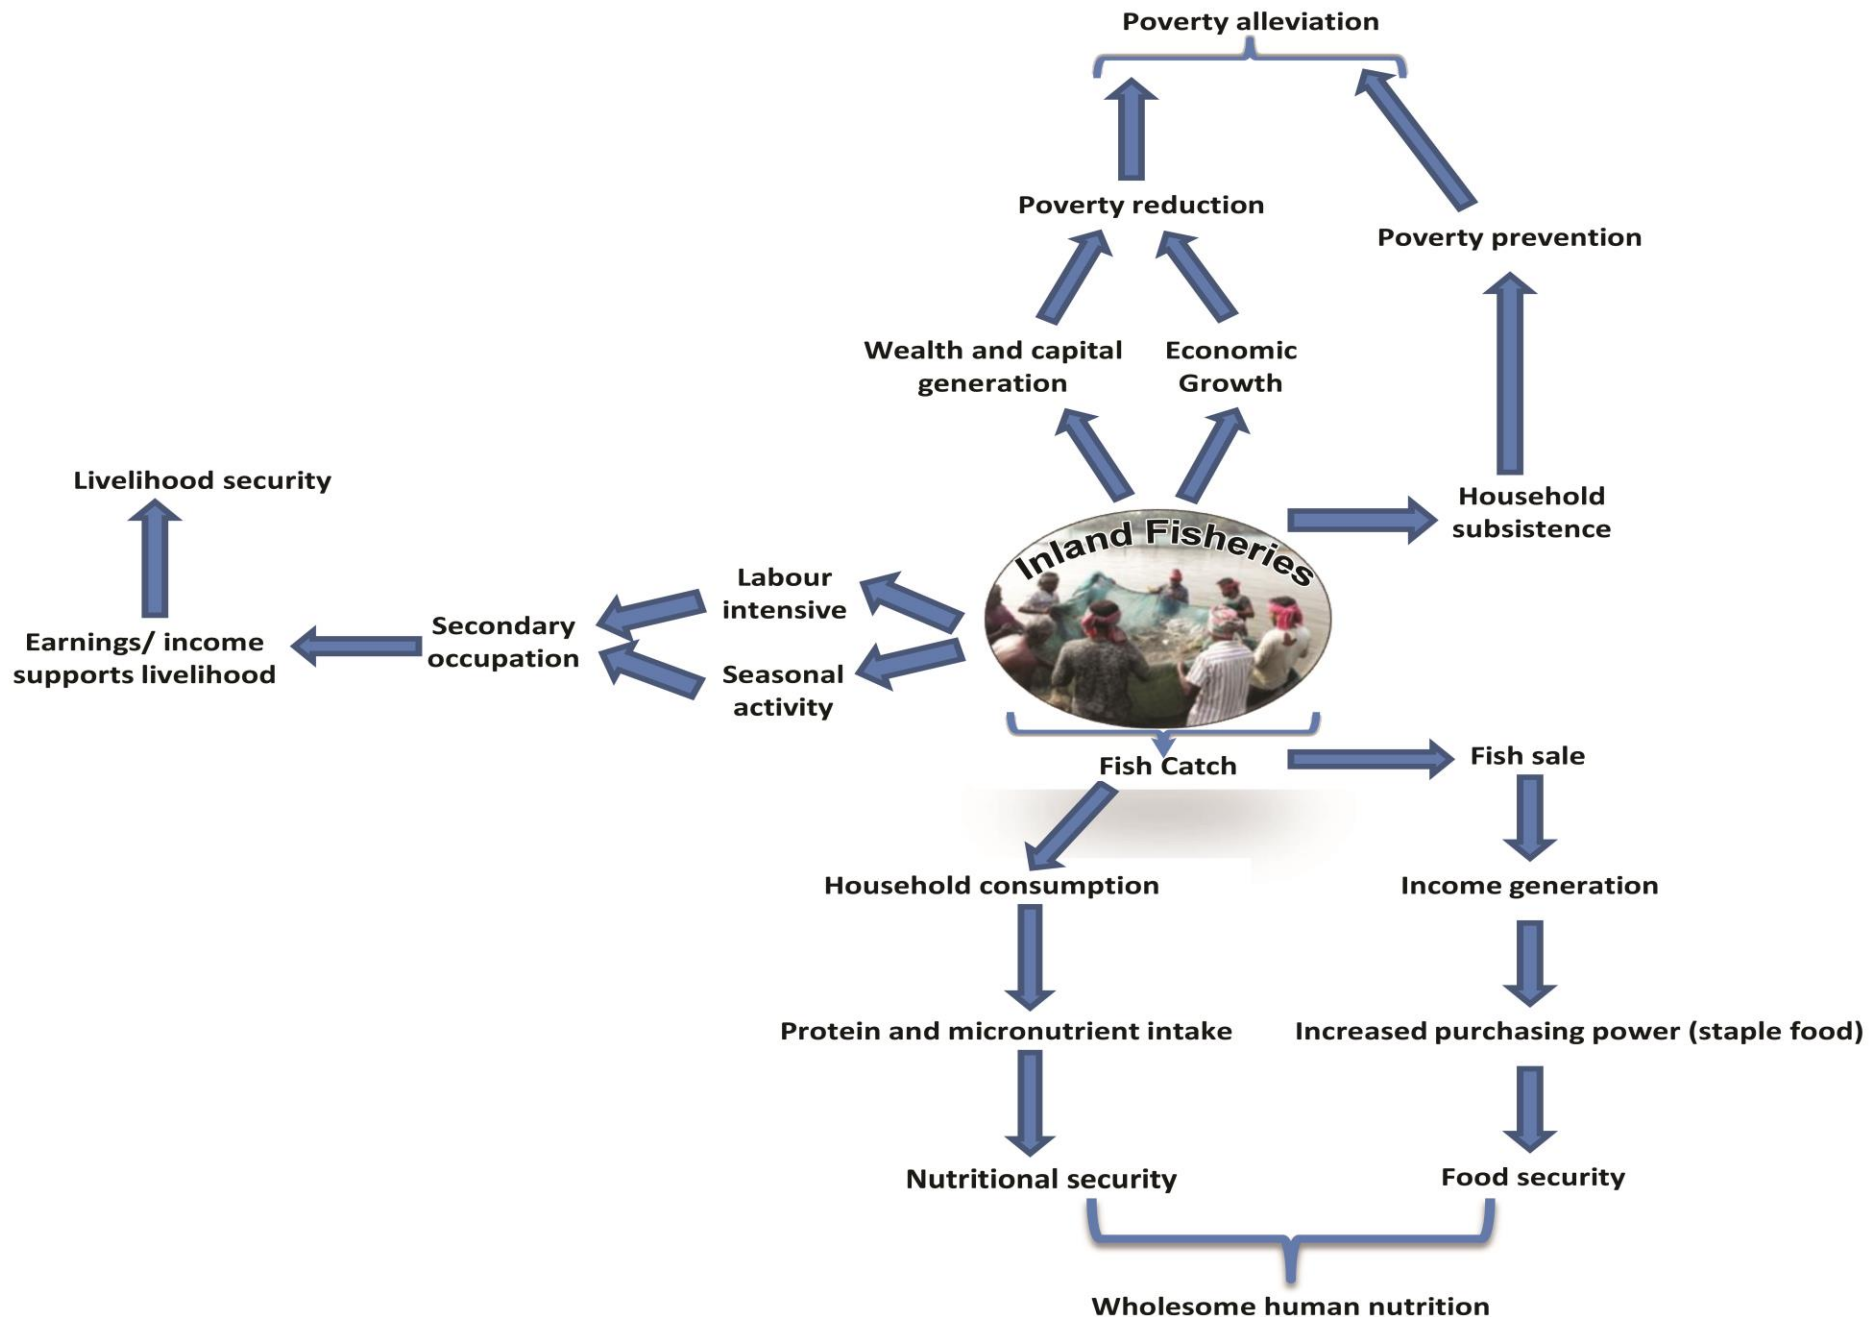 Poverty alleviation
Poverty reduction
Poverty prevention
Wealth and capital
generation
Economic
Growth
Livelihood security
Household
subsistence
Inland Fisheries
Labour
intensive
Secondary
occupation
Earnings/ income
supports livelihood
Seasonal
activity
Fish Catch
Fish sale
Household consumption
Income generation
Protein and micronutrient intake
Increased purchasing power (staple food)
Nutritional security
Food security
Wholesome human nutrition